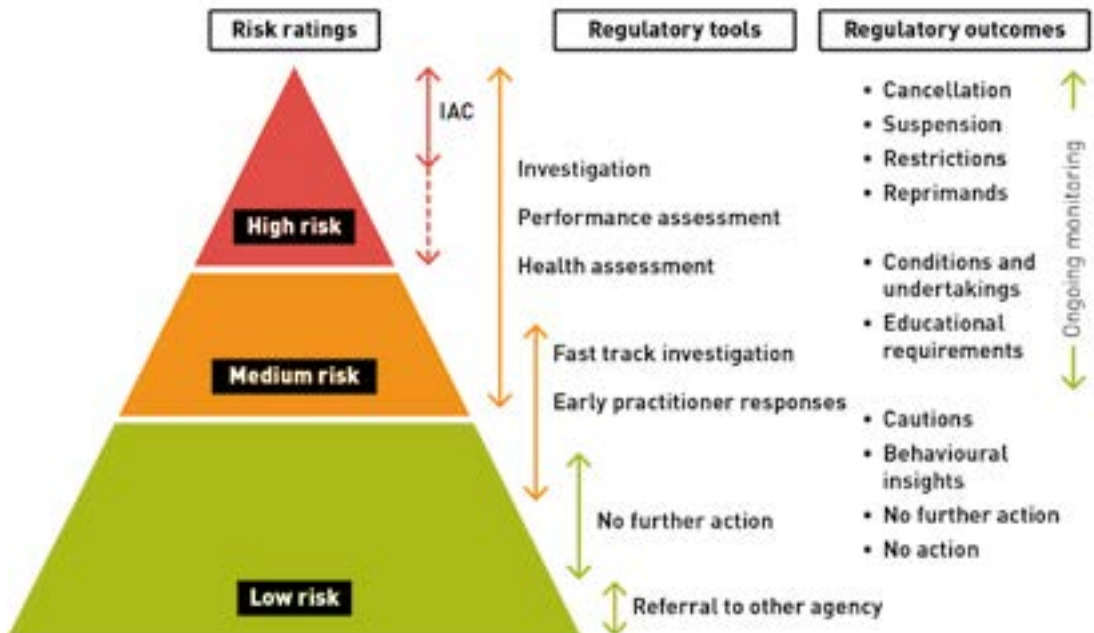 Risk ratings
Regulatory tools
Regulatory outcomes
IAC
High risk
Medium risk
Low risk
Investigation
Performance assessment
Health assessment
Fast track investigation
Early practitioner responses
No further action
Referral to other agency
• Cancellation
• Suspension
• Restrictions
• Reprimands
• Conditions and
undertakings
• Educational
requirements
• Cautions
• Behavioural
insights
• No further action
• No action
Ongoing monitoring